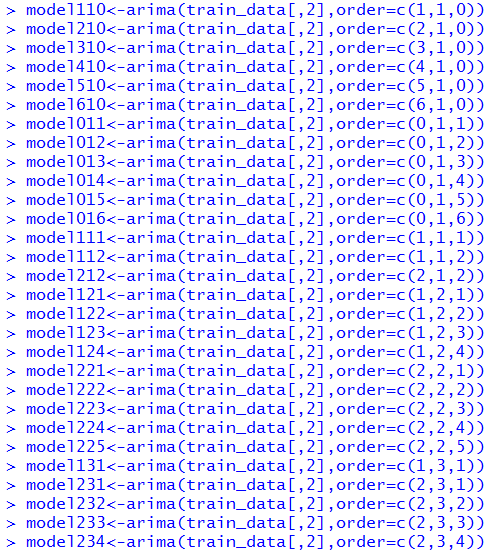 > model110<-arima(train_data[,2],order=c(1,1,0))
> model210<-arima(train_data[,2],order=c(2,1,0))
> model310<-arima(train_data[,2],order=c(3,1,0))
> model410<-arima(train_data[,2],order=c(4,1,0))
> model510<-arima(train_data[,2],order=c(5,1,0))
> model610<-arima(train_data[,2],order=c(6,1,0))
> model011<-arima(train_data[,2],order=c(0,1,1))
> model012<-arima(train_data[,2],order=c(0,1,2))
> model013<-arima(train_data[,2],order=c(0,1,3))
> model014<-arima(train_data[,2],order=c(0,1,4))
> model015<-arima(train_data[,2],order=c(0,1,5))
> model016<-arima(train_data[,2],order=c(0,1,6))
> model111<-arima(train_data[,2],order=c(1,1,1))
> model112<-arima(train_data[,2],order=c(1,1,2))
> model212<-arima(train_data[,2],order=c(2,1,2))
> model121<-arima(train_data[,2],order=c(1,2,1))
> model122<-arima(train_data[,2],order=c(1,2,2))
> model123<-arima(train_data[,2],order=c(1,2,3))
> model124<-arima(train_data[,2],order=c(1,2,4))
> model221<-arima(train_data[,2],order=c(2,2,1))
> model222<-arima(train_data[,2],order=c(2,2,2))
> model223<-arima(train_data[,2],order=c(2,2,3))
> model224<-arima(train_data[,2],order=c(2,2,4))
> model225<-arima(train_data[,2],order=c(2,2,5))
> model131<-arima(train_data[,2],order=c(1,3,1))
> model231<-arima(train_data[,2],order=c(2,3,1))
> model232<-arima(train_data[,2],order=c(2,3,2))
> model233<-arima(train_data[,2],order=c(2,3,3))
> model234<-arima(train_data[,2],order=c(2,3,4))